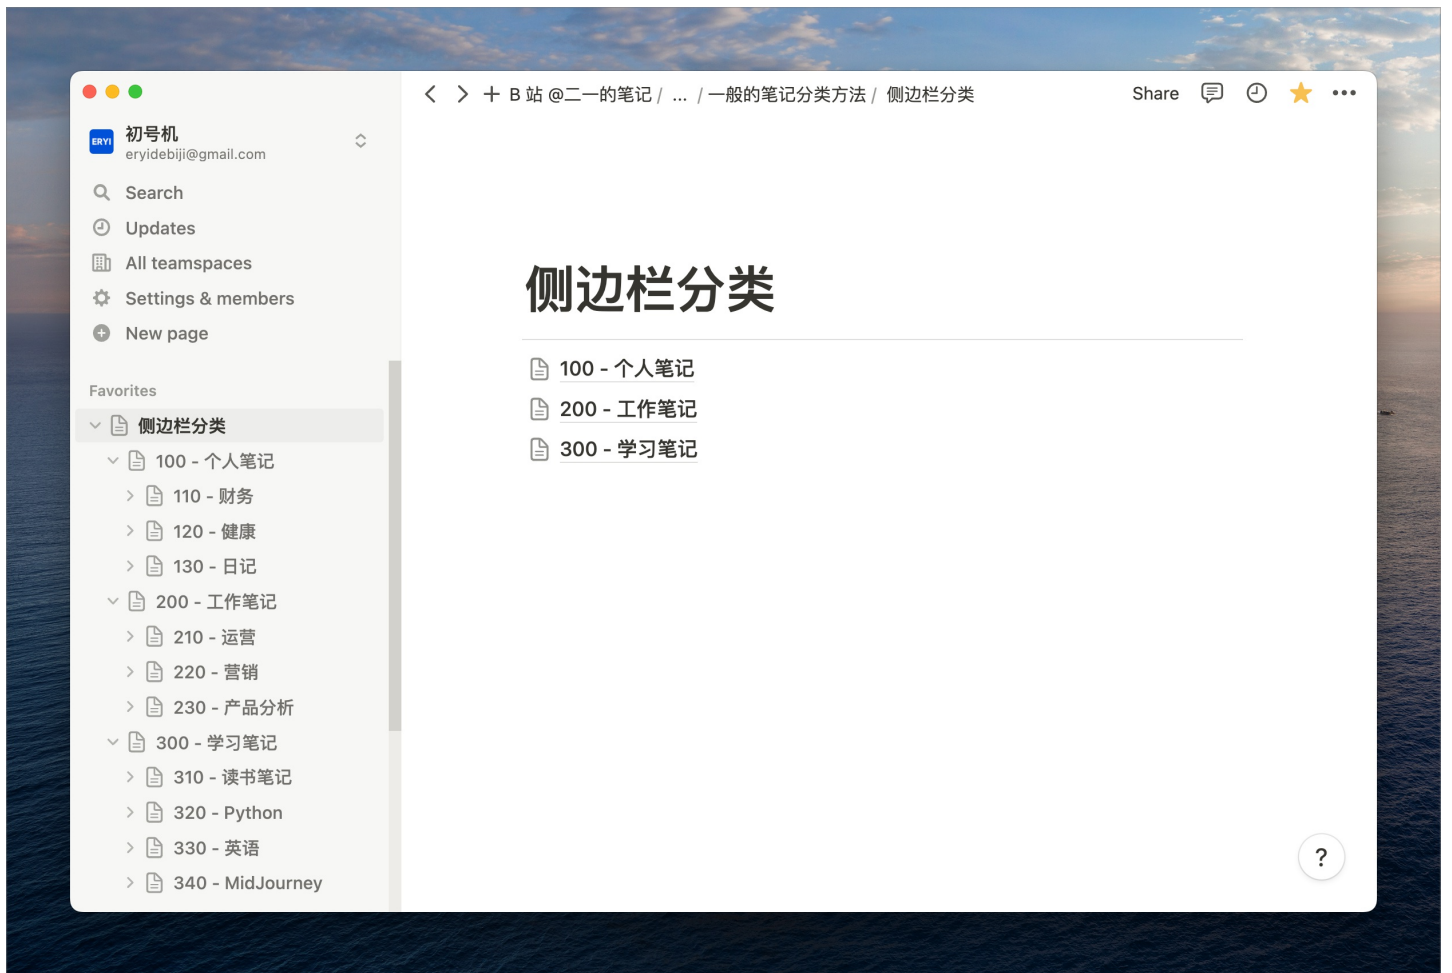 ERYI
初号机
eryidebiji@gmail.com
Search
Updates
All teamspaces
Settings & members
New page
Favorites
侧边栏分类
100 - 个人笔记
110 - 财务
120 - 健康
130 - 日记
200 - 工作笔记
210 - 运营
220 - 营销
230 - 产品分析
300 - 学习笔记
310 - 读书笔记
320 - Python
330 - 英语
340 - MidJourney
B 站 @二一的笔记 / ... / 一般的笔记分类方法 / 侧边栏分类
Share
侧边栏分类
100 - 个人笔记
200 - 工作笔记
300 - 学习笔记
?